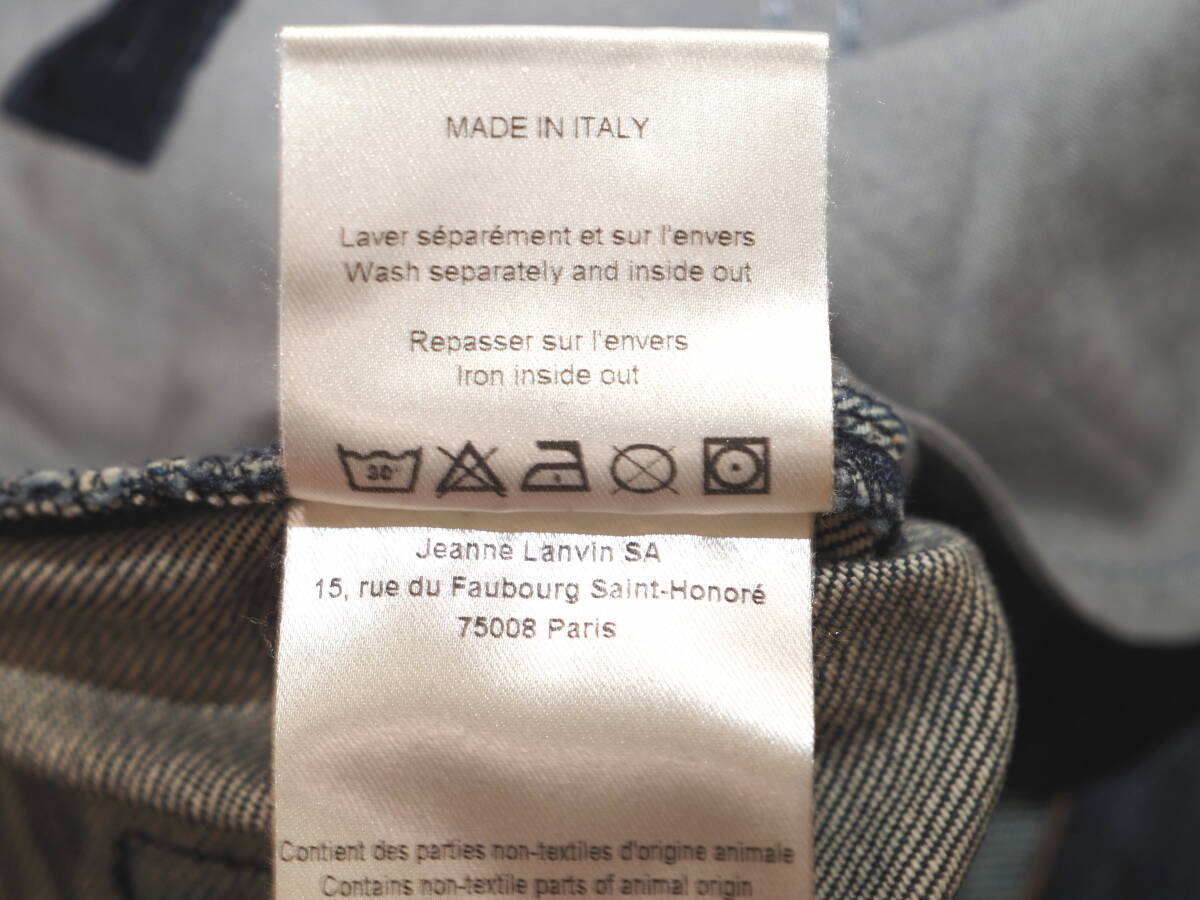 MADE IN ITALY
Laver séparément et sur l'envers
Wash separately and inside out
Repasser sur l'envers
Iron inside out
30°
Jeanne Lanvin SA
15, rue du Faubourg Saint-Honoré
75008 Paris
Contient des parties non-textiles d'origine animale
Contains non-textile parts of animal origin